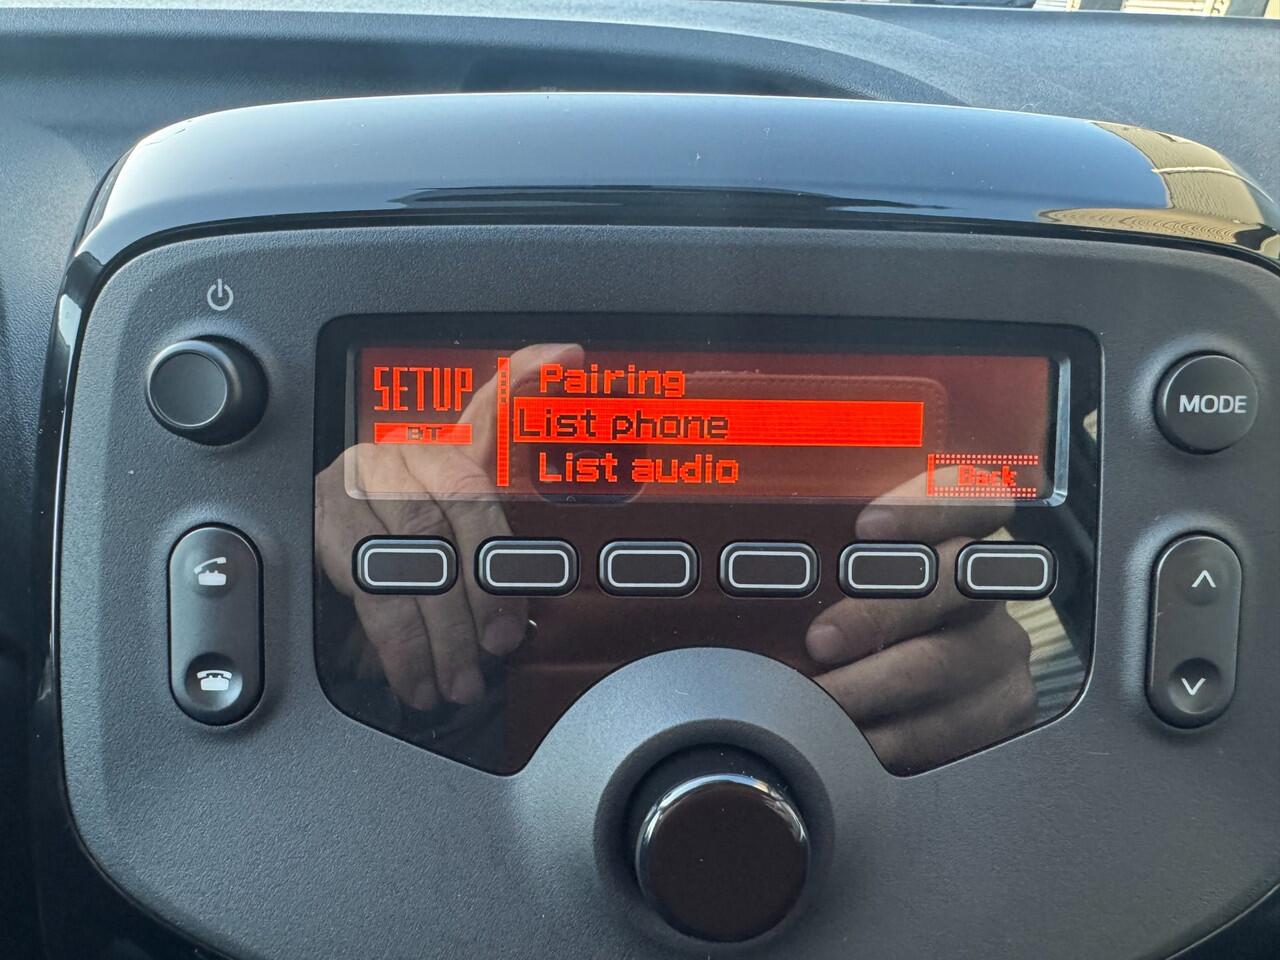 SETUP
BT
Pairing
List phone
List audio
Back
MODE